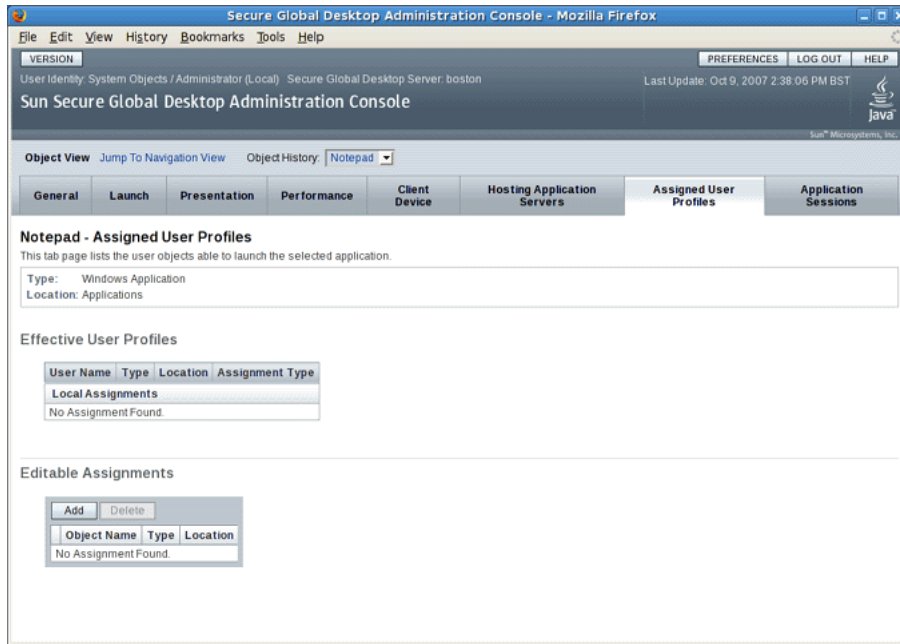 Secure Global Desktop Administration Console - Mozilla Firefox
File Edit View History Bookmarks Tools Help
VERSION PREFERENCES LOG OUT HELP
User Identity: System Objects / Administrator (Local) Secure Global Desktop Server: boston Last Update: Oct 9, 2007 2:38:06 PM BST
Sun Secure Global Desktop Administration Console
Java
Sun™ Microsystems, Inc.
Object View Jump To Navigation View Object History: Notepad
General Launch Presentation Performance Client Device Hosting Application Servers Assigned User Profiles Application Sessions
Notepad - Assigned User Profiles
This tab page lists the user objects able to launch the selected application.
Type: Windows Application
Location: Applications
Effective User Profiles
User Name Type Location Assignment Type
Local Assignments
No Assignment Found.
Editable Assignments
Add Delete
Object Name Type Location
No Assignment Found.